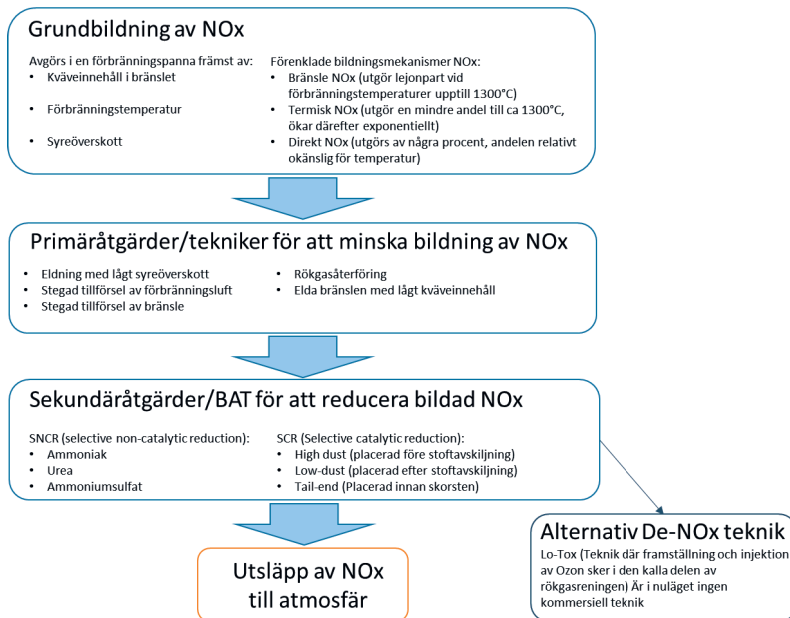 Grundbildning av NOx
Avgörs i en förbränningspanna främst av:
• Kväveinnehåll i bränslet
• Förbränningstemperatur
• Syreöverskott
Förenklade bildningsmekanismer NOx:
• Bränsle NOx (utgör lejonpart vid
förbränningstemperaturer upptill 1300°C)
• Termisk NOx (utgör en mindre andel till ca 1300°C,
ökar därefter exponentiellt)
• Direkt NOx (utgörs av några procent, andelen relativt
okänslig för temperatur)
Primäråtgärder/tekniker för att minska bildning av NOx
• Eldning med lågt syreöverskott
• Stegad tillförsel av förbränningsluft
• Stegad tillförsel av bränsle
• Rökgasåterföring
• Elda bränslen med lågt kväveinnehåll
Sekundäråtgärder/BAT för att reducera bildad NOx
SNCR (selective non-catalytic reduction):
• Ammoniak
• Urea
• Ammoniumsulfat
SCR (Selective catalytic reduction):
• High dust (placerad före stoftavskiljning)
• Low-dust (placerad efter stoftavskiljning)
• Tail-end (Placerad innan skorsten)
Alternativ De-NOx teknik
Lo-Tox (Teknik där framställning och injektion
av Ozon sker i den kalla delen av
rökgasreningen) Är i nuläget ingen
kommersiell teknik
Utsläpp av NOx
till atmosfär